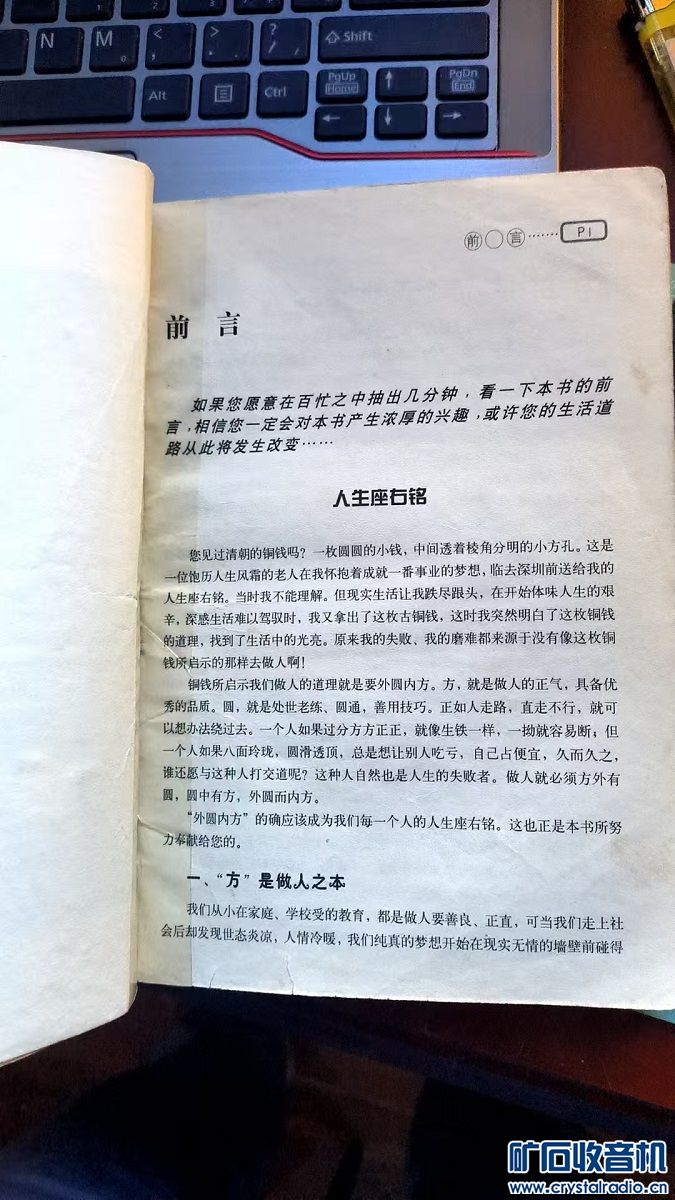 N
M
<
,
>
.
?
/
Shift
Alt
Ctrl
PgUp
Home
↑
PgDn
End
←
↓
→
前言·······P1
前 言
如果您愿意在百忙之中抽出几分钟，看一下本书的前
言，相信您一定会对本书产生浓厚的兴趣，或许您的生活道
路从此将发生改变……
人生座右铭
您见过清朝的铜钱吗？一枚圆圆的小钱，中间透着棱角分明的小方孔。这是
一位饱历人生风霜的老人在我怀抱着成就一番事业的梦想，临去深圳前送给我的
人生座右铭。当时我不能理解。但现实生活让我跌尽跟头，在开始体味人生的艰
辛，深感生活难以驾驭时，我又拿出了这枚古铜钱，这时我突然明白了这枚铜钱
的道理，找到了生活中的光亮。原来我的失败、我的磨难都来源于没有像这枚铜
钱所启示的那样去做人啊！
铜钱所启示我们做人的道理就是要外圆内方。方，就是做人的正气，具备优
秀的品质。圆，就是处世老练、圆通，善用技巧。正如人走路，直走不行，就可
以想办法绕过去。一个人如果过分方方正正，就像生铁一样，一拗就容易断；但
一个人如果八面玲珑，圆滑透顶，总是想让别人吃亏，自己占便宜，久而久之，
谁还愿与这种人打交道呢？这种人自然也是人生的失败者。做人就必须方外有
圆，圆中有方，外圆而内方。
“外圆内方”的确应该成为我们每一个人的人生座右铭。这也正是本书所努
力奉献给您的。
一、“方”是做人之本
我们从小在家庭、学校受的教育，都是做人要善良、正直，可当我们走上社
会后却发现世态炎凉，人情冷暖，我们纯真的梦想开始在现实无情的墙壁前碰得
矿石收音机
www.crystalradio.cn